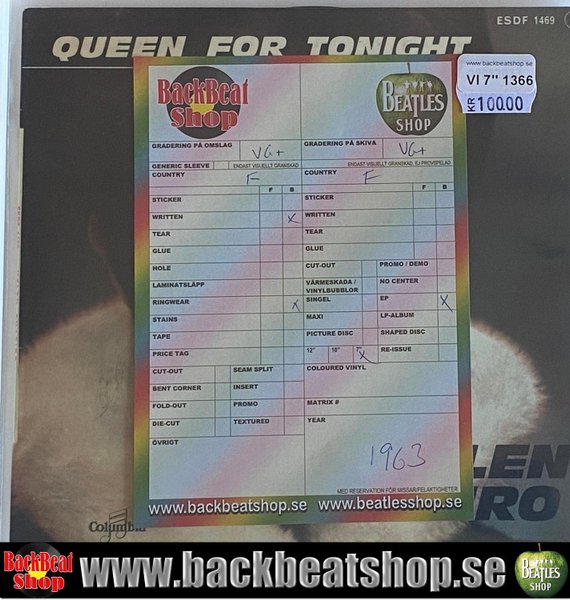 ESDF 1469
QUEEN FOR TONIGHT
www.backbeatshop.se
VI 7" 1366
KR 100.00
BackBeat
Shop
BEATLES
SHOP
GRADERING PÅ OMSLAG VG+
GRADERING PÅ SKIVA VG+
GENERIC SLEEVE ENDAST VISUELLT GRANSKAD
ENDAST VISUELLT GRANSKAD, EJ PROVSPELAD
COUNTRY F
COUNTRY F
F B
F B
STICKER
STICKER
WRITTEN X
WRITTEN
TEAR
TEAR
GLUE
GLUE
HOLE
CUT-OUT PROMO / DEMO
LAMINATSLÄPP
VÄRMESKADA /
VINYLBUBBLOR
NO CENTER
RINGWEAR X
SINGEL EP X
STAINS
MAXI LP-ALBUM
TAPE
PICTURE DISC SHAPED DISC
PRICE TAG
12" 10" 7" X RE-ISSUE
CUT-OUT SEAM SPLIT
COLOURED VINYL
BENT CORNER INSERT
FOLD-OUT PROMO
MATRIX #
DIE-CUT TEXTURED
YEAR
ÖVRIGT
1963
MED RESERVATION FÖR MISSAR/FELAKTIGHETER
www.backbeatshop.se www.beatlesshop.se
LEN
RO
Columbia
BackBeat
Shop
www.backbeatshop.se
BEATLES
SHOP